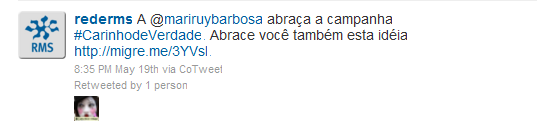 rederms A @mariruybarbosa abraça a campanha
#CarinhodeVerdade. Abrace você também esta idéia
http://migre.me/3YVsl.
8:35 PM May 19th via CoTweet
Retweeted by 1 person
RMS